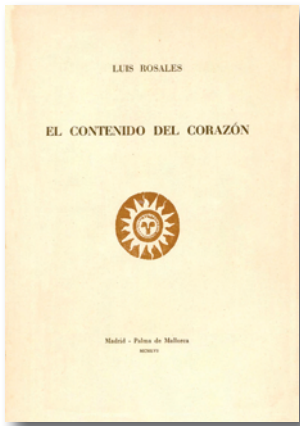 LUIS ROSALES
EL CONTENIDO DEL CORAZÓN
Madrid - Palma de Mallorca